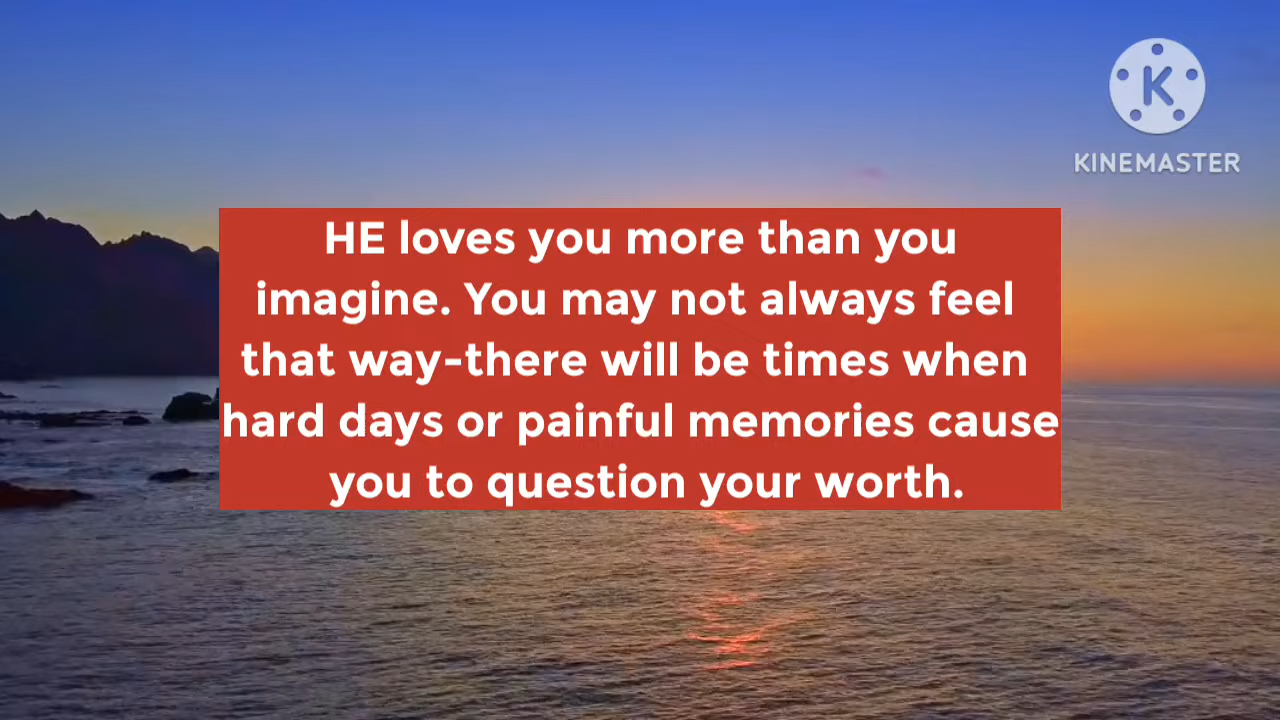 K
KINEMASTER
HE loves you more than you
imagine. You may not always feel
that way-there will be times when
hard days or painful memories cause
you to question your worth.